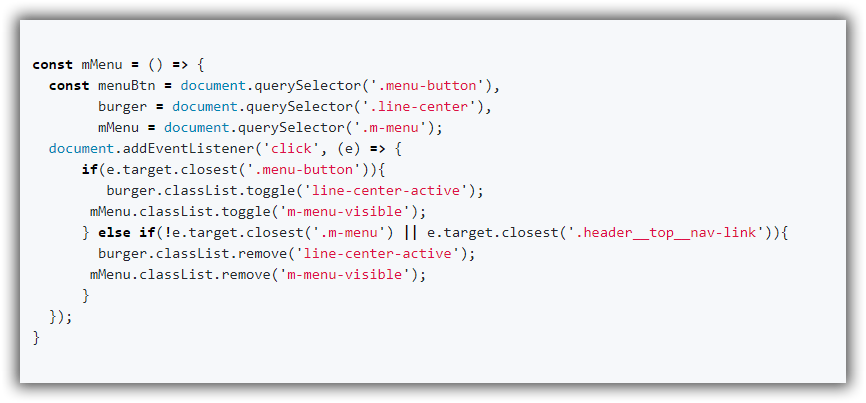 const mMenu = () => {
  const menuBtn = document.querySelector('.menu-button'),
        burger = document.querySelector('.line-center'),
        mMenu = document.querySelector('.m-menu');
  document.addEventListener('click', (e) => {
      if(e.target.closest('.menu-button')){
         burger.classList.toggle('line-center-active');
       mMenu.classList.toggle('m-menu-visible');
      } else if(!e.target.closest('.m-menu') || e.target.closest('.header__top__nav-link')){
        burger.classList.remove('line-center-active');
       mMenu.classList.remove('m-menu-visible');
      }
  });
}